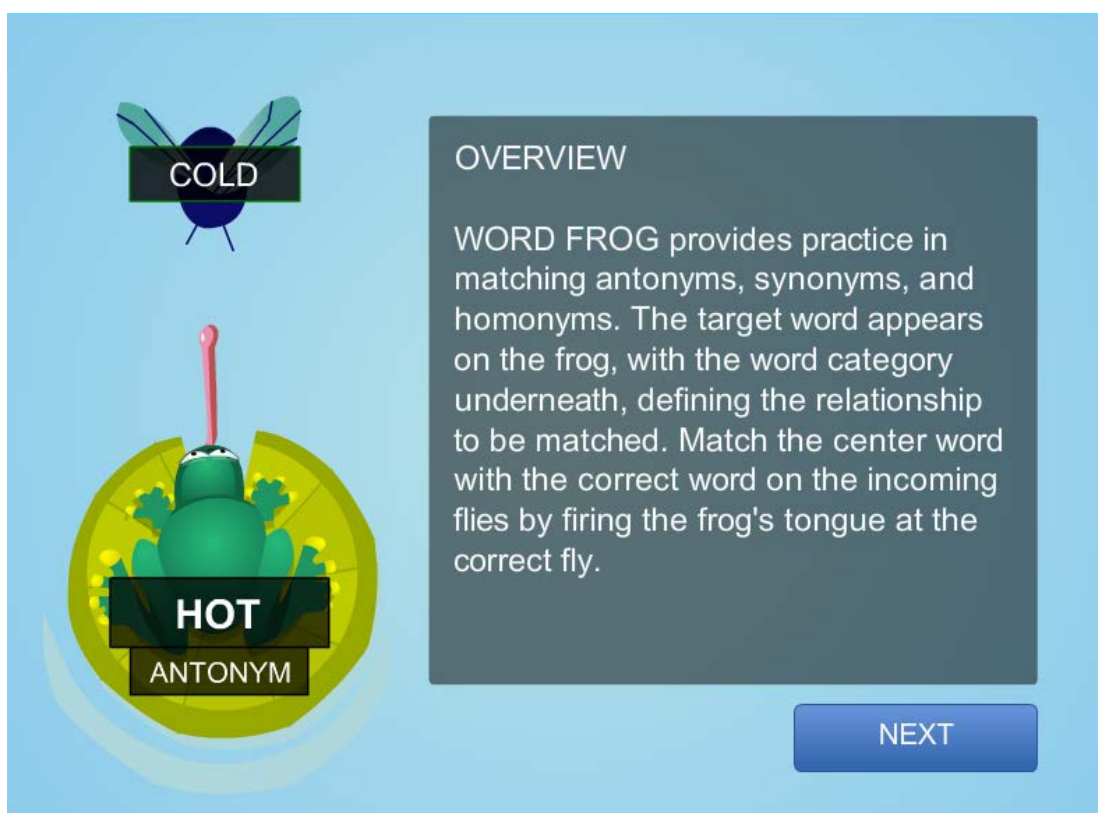 COLD
HOT
ANTONYM
OVERVIEW
WORD FROG provides practice in
matching antonyms, synonyms, and
homonyms. The target word appears
on the frog, with the word category
underneath, defining the relationship
to be matched. Match the center word
with the correct word on the incoming
flies by firing the frog's tongue at the
correct fly.
NEXT